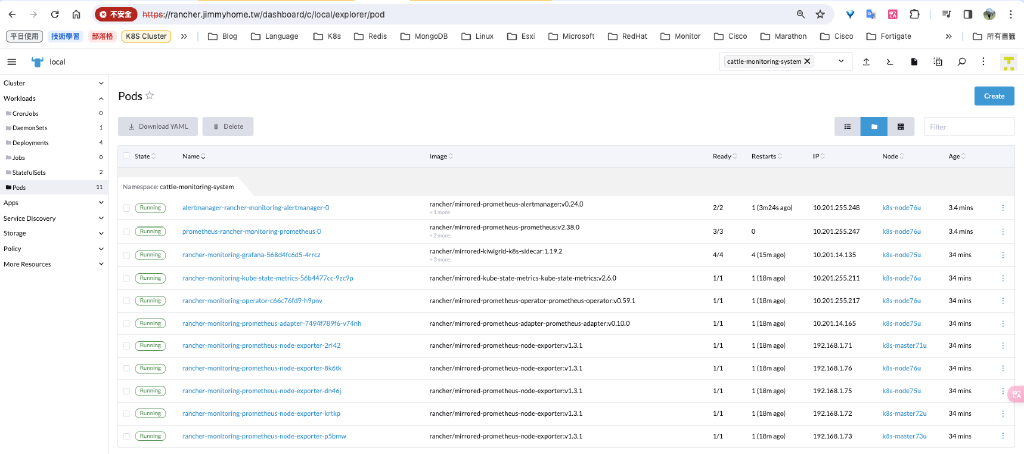 不安全 https://rancher.jimmyhome.tw/dashboard/c/local/explorer/pod
平日使用 技術學習 部落格 K8S Cluster » Blog Language K8s Redis MongoDB Linux Esxi Microsoft RedHat Monitor Cisco Marathon Cisco Fortigate » 所有書籤
local cattle-monitoring-system
Cluster
Workloads
CronJobs 0
DaemonSets 1
Deployments 4
Jobs 0
StatefulSets 2
Pods 11
Apps
Service Discovery
Storage
Policy
More Resources
Pods
Create
Download YAML Delete Filter
State Name Image Ready Restarts IP Node Age
Namespace: cattle-monitoring-system
Running alertmanager-rancher-monitoring-alertmanager-0 rancher/mirrored-prometheus-alertmanager:v0.24.0 2/2 1 (3m24s ago) 10.201.255.248 k8s-node76u 3.4 mins
+ 1 more
Running prometheus-rancher-monitoring-prometheus-0 rancher/mirrored-prometheus-prometheus:v2.38.0 3/3 0 10.201.255.247 k8s-node76u 3.4 mins
+ 2 more
Running rancher-monitoring-grafana-568d4fc6d5-4rrcz rancher/mirrored-kiwigrid-k8s-sidecar:1.19.2 4/4 4 (15m ago) 10.201.14.135 k8s-node75u 34 mins
+ 3 more
Running rancher-monitoring-kube-state-metrics-56b4477cc-9zc9p rancher/mirrored-kube-state-metrics-kube-state-metrics:v2.6.0 1/1 1 (18m ago) 10.201.255.211 k8s-node76u 34 mins
Running rancher-monitoring-operator-c66c76fd9-h9pnv rancher/mirrored-prometheus-operator-prometheus-operator:v0.59.1 1/1 1 (18m ago) 10.201.255.217 k8s-node76u 34 mins
Running rancher-monitoring-prometheus-adapter-7494f789f6-v74nh rancher/mirrored-prometheus-adapter-prometheus-adapter:v0.10.0 1/1 1 (18m ago) 10.201.14.165 k8s-node75u 34 mins
Running rancher-monitoring-prometheus-node-exporter-2rl42 rancher/mirrored-prometheus-node-exporter:v1.3.1 1/1 1 (18m ago) 192.168.1.71 k8s-master71u 34 mins
Running rancher-monitoring-prometheus-node-exporter-8k6tk rancher/mirrored-prometheus-node-exporter:v1.3.1 1/1 1 (18m ago) 192.168.1.76 k8s-node76u 34 mins
Running rancher-monitoring-prometheus-node-exporter-dn46j rancher/mirrored-prometheus-node-exporter:v1.3.1 1/1 1 (18m ago) 192.168.1.75 k8s-node75u 34 mins
Running rancher-monitoring-prometheus-node-exporter-krtkp rancher/mirrored-prometheus-node-exporter:v1.3.1 1/1 1 (18m ago) 192.168.1.72 k8s-master72u 34 mins
Running rancher-monitoring-prometheus-node-exporter-p5bmw rancher/mirrored-prometheus-node-exporter:v1.3.1 1/1 1 (18m ago) 192.168.1.73 k8s-master73u 34 mins